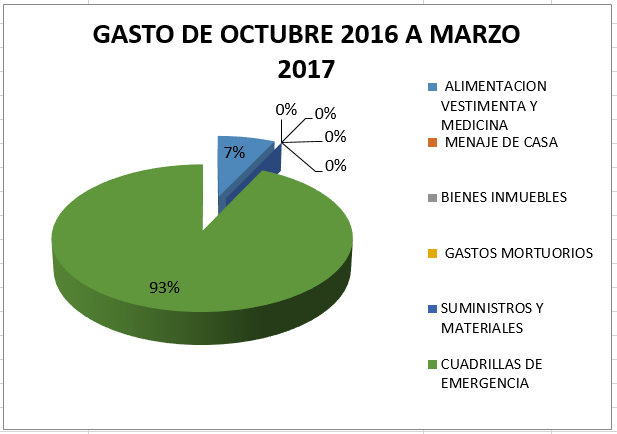 GASTO DE OCTUBRE 2016 A MARZO
2017
0%
0%
0%
0%
7%
93%
ALIMENTACION
VESTIMENTA Y
MEDICINA
MENAJE DE CASA
BIENES INMUEBLES
GASTOS MORTUORIOS
SUMINISTROS Y
MATERIALES
CUADRILLAS DE
EMERGENCIA